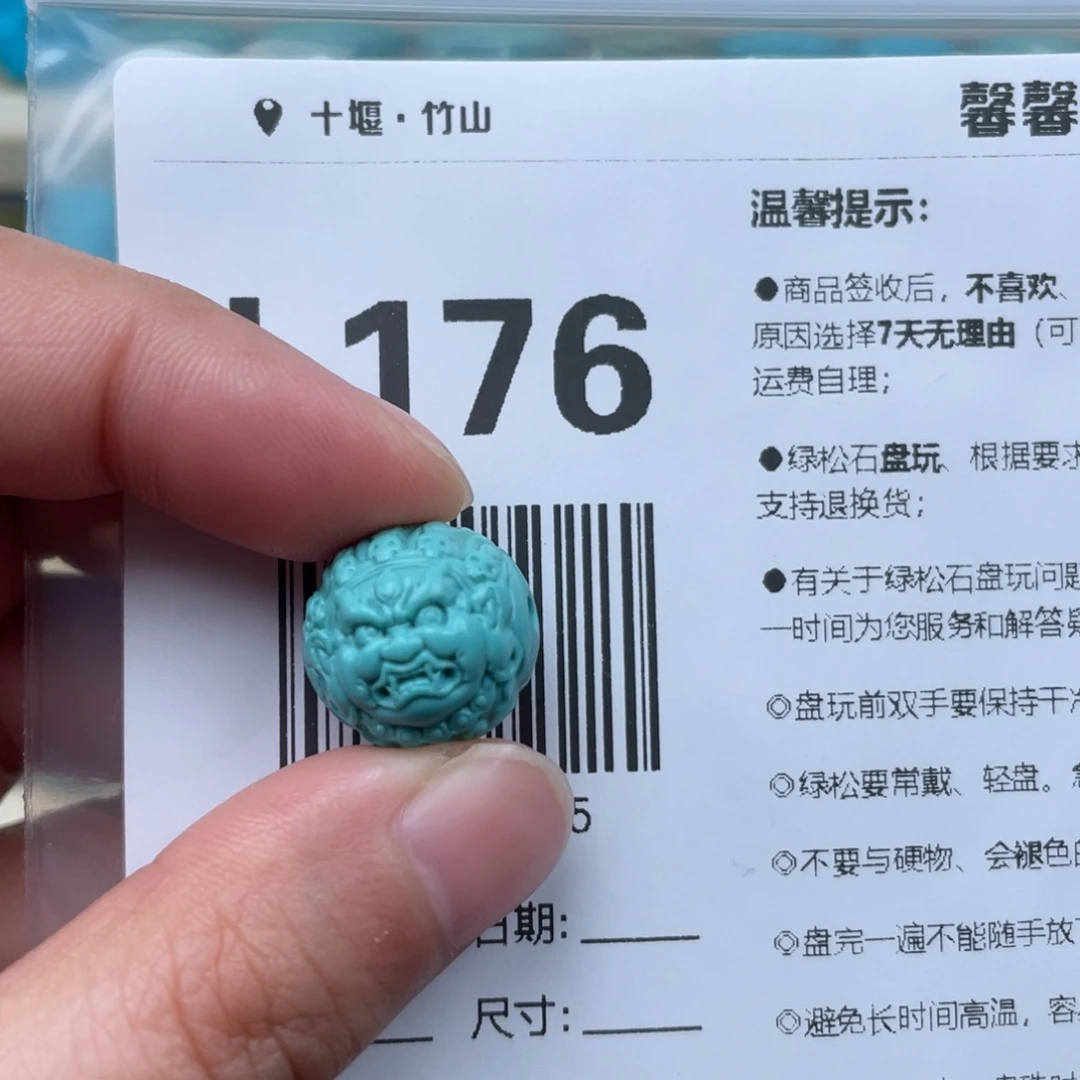 十堰·竹山
馨馨
176
5
日期:
尺寸:
温馨提示:
●商品签收后，不喜欢、
原因选择7天无理由（可
运费自理;
●绿松石盘玩、根据要求
支持退换货;
●有关于绿松石盘玩问题
一时间为您服务和解答疑
◎盘玩前双手要保持干净
◎绿松要常戴、轻盘。
◎不要与硬物、会褪色的
◎盘完一遍不能随手放
◎避免长时间高温，容